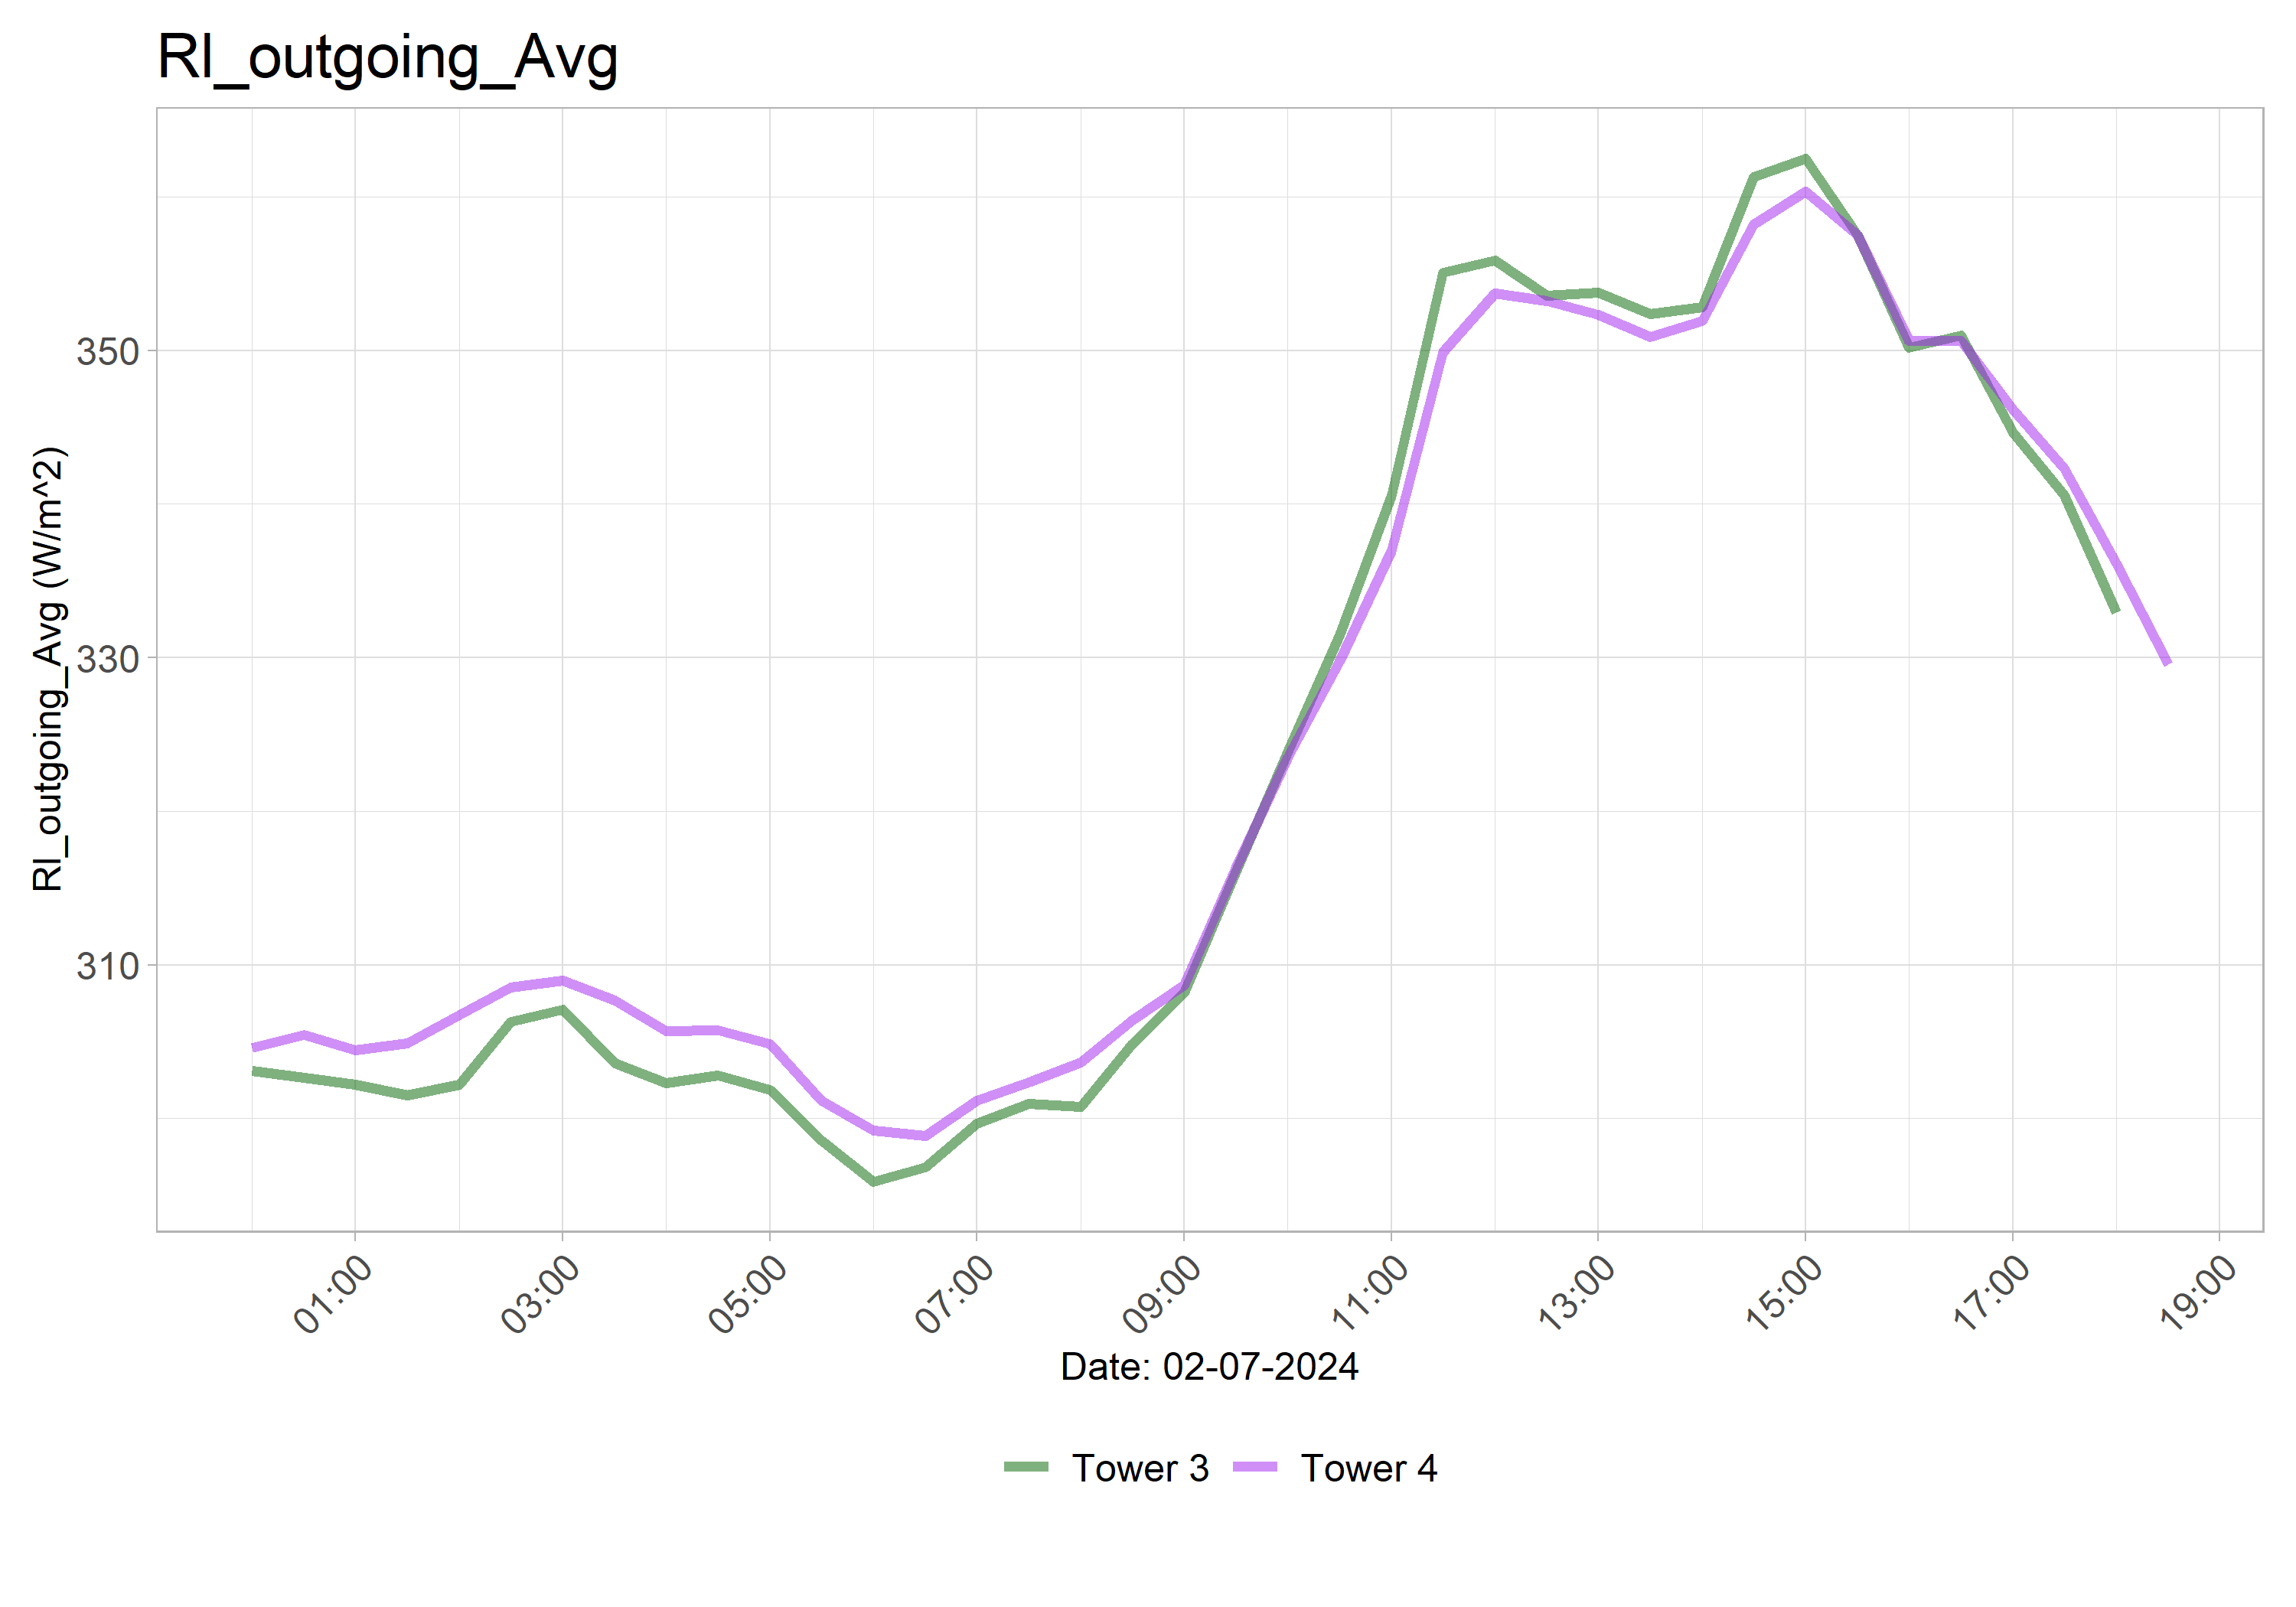 Rl_outgoing_Avg
Rl_outgoing_Avg (W/m^2)
350
330
310
01:00 03:00 05:00 07:00 09:00 11:00 13:00 15:00 17:00 19:00
Date: 02-07-2024
Tower 3 Tower 4